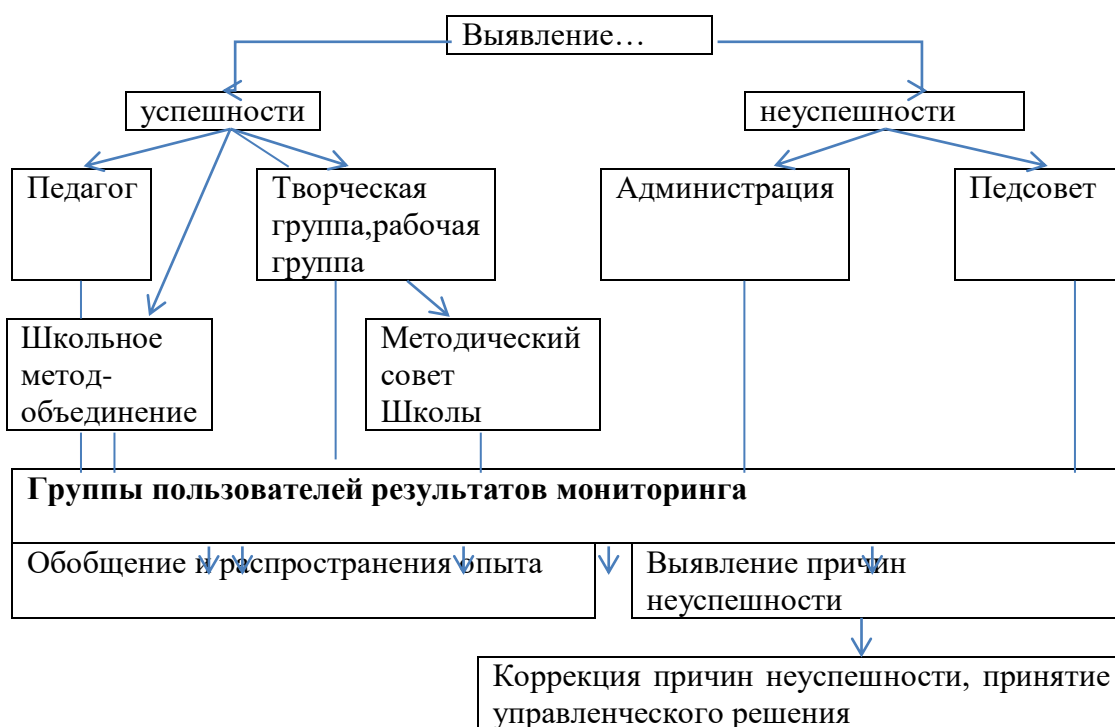 Выявление…
успешности
неуспешности
Педагог
Творческая
группа,рабочая
группа
Администрация
Педсовет
Школьное
метод-
объединение
Методический
совет
Школы
Группы пользователей результатов мониторинга
Обобщение и распространения опыта
Выявление причин
неуспешности
Коррекция причин неуспешности, принятие
управленческого решения